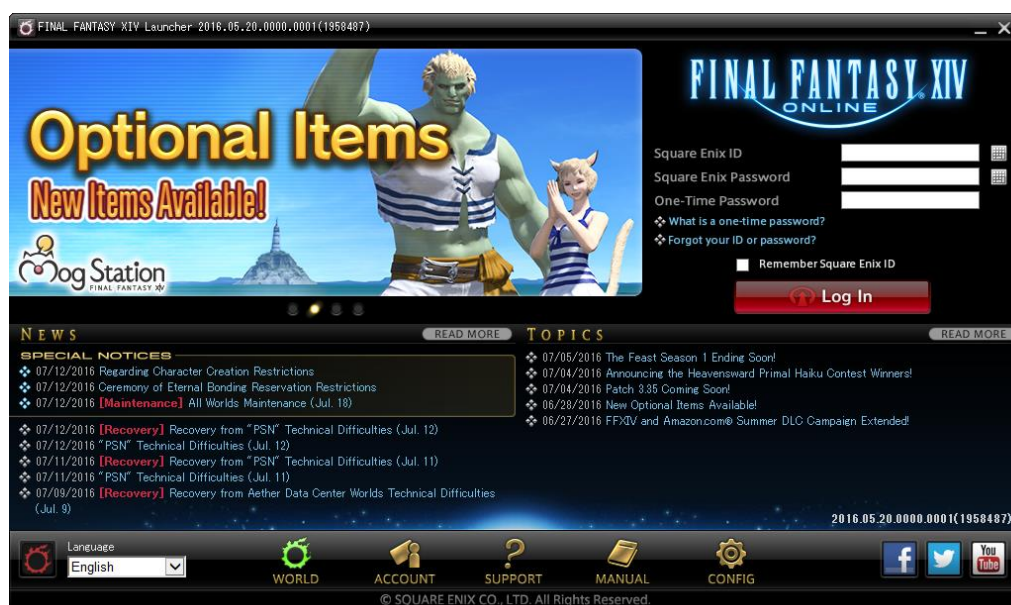 FINAL FANTASY XIV Launcher 2016.05.20.0000.0001(1958487)
Optional Items
New Items Available!
Mog Station
FINAL FANTASY XIV
FINAL FANTASY XIV
ONLINE
Square Enix ID
Square Enix Password
One-Time Password
What is a one-time password?
Forgot your ID or password?
Remember Square Enix ID
Log In
NEWS
READ MORE
SPECIAL NOTICES
07/12/2016 Regarding Character Creation Restrictions
07/12/2016 Ceremony of Eternal Bonding Reservation Restrictions
07/12/2016 [Maintenance] All Worlds Maintenance (Jul. 18)
07/12/2016 [Recovery] Recovery from "PSN" Technical Difficulties (Jul. 12)
07/12/2016 "PSN" Technical Difficulties (Jul. 12)
07/11/2016 [Recovery] Recovery from "PSN" Technical Difficulties (Jul. 11)
07/11/2016 "PSN" Technical Difficulties (Jul. 11)
07/09/2016 [Recovery] Recovery from Aether Data Center Worlds Technical Difficulties
(Jul. 9)
TOPICS
READ MORE
07/05/2016 The Feast Season 1 Ending Soon!
07/04/2016 Announcing the Heavensward Primal Haiku Contest Winners!
07/04/2016 Patch 3.35 Coming Soon!
06/28/2016 New Optional Items Available!
06/27/2016 FFXIV and Amazon.com® Summer DLC Campaign Extended!
2016.05.20.0000.0001(1958487)
Language
English
WORLD
ACCOUNT
SUPPORT
MANUAL
CONFIG
f
You
Tube
© SQUARE ENIX CO., LTD. All Rights Reserved.